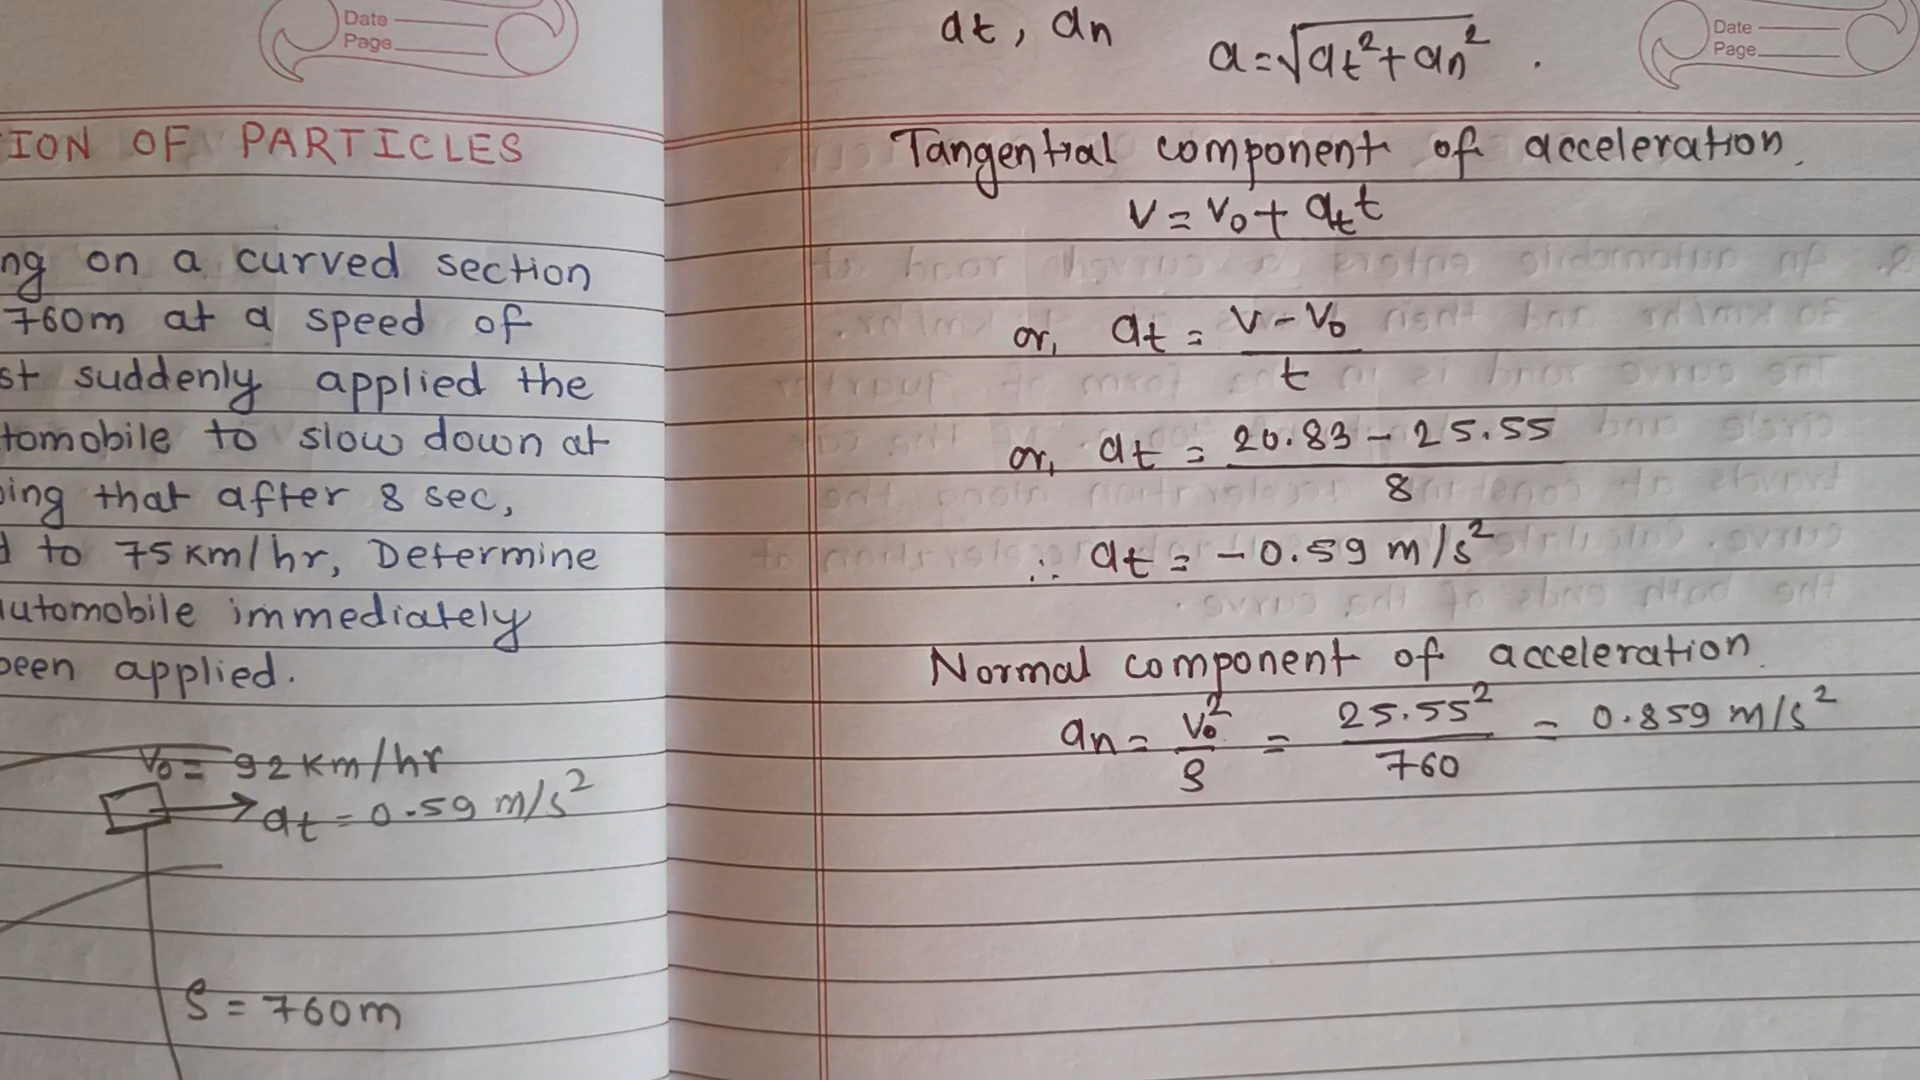 Date
Page
ION OF PARTICLES
ng on a curved section
760m at a speed of
st suddenly applied the
tomobile to slow down at
ing that after 8 sec,
d to 75 Km/hr, Determine
automobile immediately
been applied.
v₀ = 92 Km/hr
at = 0.59 m/s²
ρ = 760m
at, an
a = √at² + an².
Date
Page
Tangential component of acceleration.
v = v₀ + at t
or, at = v - v₀ / t
or, at = 20.83 - 25.55 / 8
∴ at = -0.59 m/s²
Normal component of acceleration.
an = v₀² / ρ = 25.55² / 760 = 0.859 m/s²